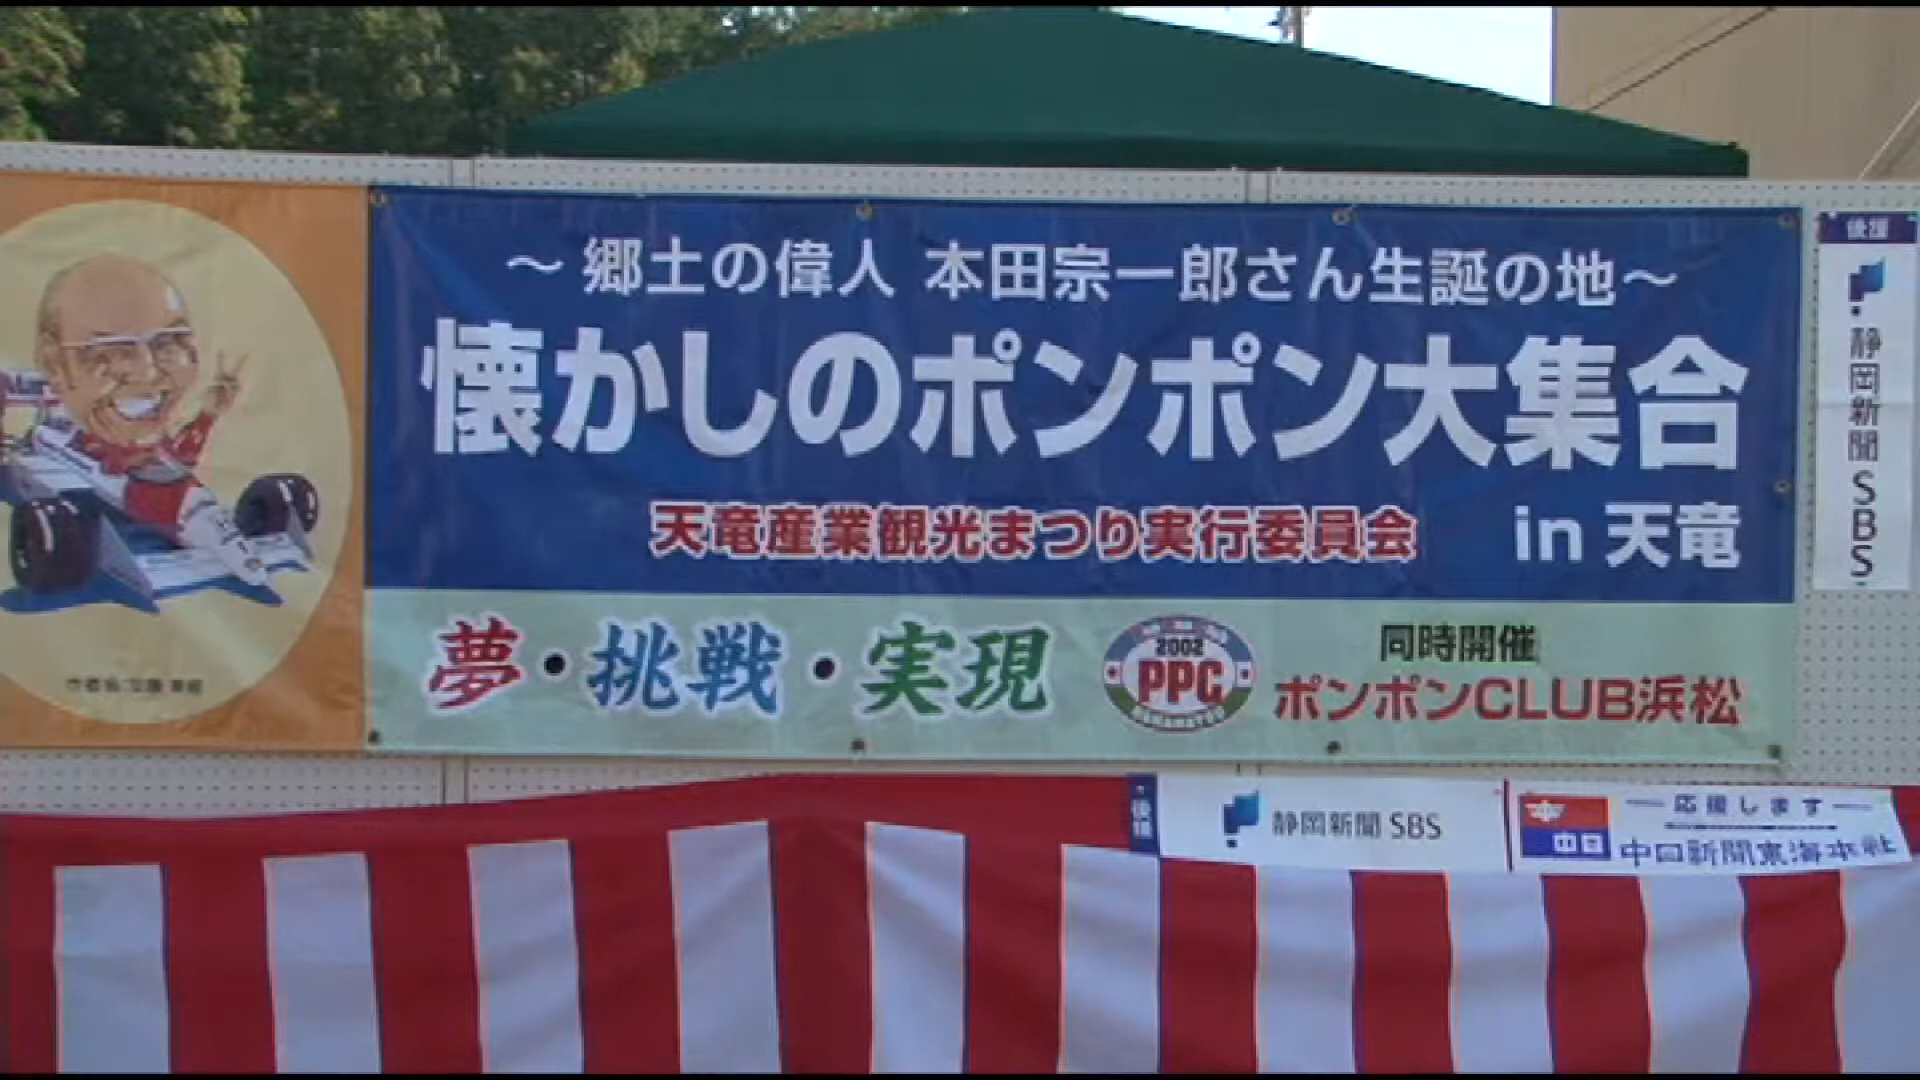 ～郷土の偉人 本田宗一郎さん生誕の地～
懐かしのポンポン大集合
天竜産業観光まつり実行委員会 in 天竜
夢・挑戦・実現
2002
PPC
同時開催
ポンポンCLUB浜松
後援
静岡新聞 SBS
後援
静岡新聞 SBS
応援します
中日
中日新聞東海本社